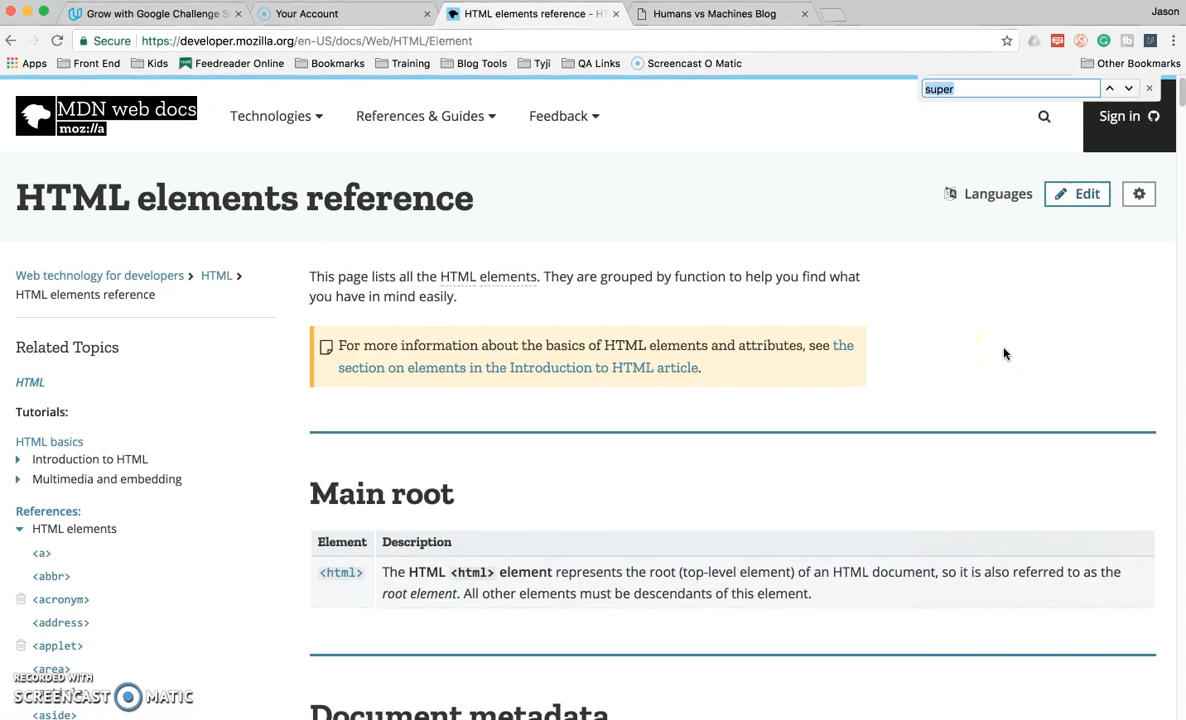 Grow with Google Challenge S
Your Account
HTML elements reference - HT
Humans vs Machines Blog
Jason
Secure
https://developer.mozilla.org/en-US/docs/Web/HTML/Element
Apps
Front End
Kids
Feedreader Online
Bookmarks
Training
Blog Tools
Tyji
QA Links
Screencast O Matic
Other Bookmarks
super
MDN web docs
moz://a
Technologies
References & Guides
Feedback
Sign in
HTML elements reference
Languages
Edit
Web technology for developers
HTML
HTML elements reference
Related Topics
HTML
Tutorials:
HTML basics
Introduction to HTML
Multimedia and embedding
References:
HTML elements
<a>
<abbr>
<acronym>
<address>
<applet>
<area>
<aside>
This page lists all the HTML elements. They are grouped by function to help you find what
you have in mind easily.
For more information about the basics of HTML elements and attributes, see the
section on elements in the Introduction to HTML article.
Main root
Element Description
<html> The HTML <html> element represents the root (top-level element) of an HTML document, so it is also referred to as the
root element. All other elements must be descendants of this element.
Document metadata
RECORDED WITH
SCREENCAST MATIC